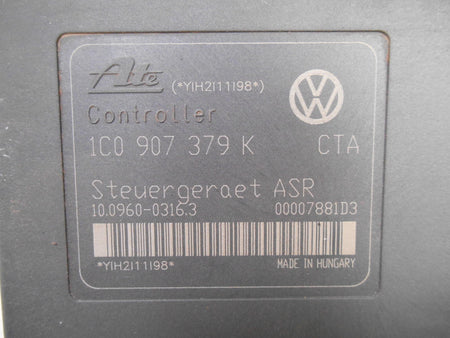 Ate (*YIH2I11I98*)
Controller
1C0 907 379 K CTA
Steuergeraet ASR
10.0960-0316.3 00007881D3
*YIH2I11I98* MADE IN HUNGARY